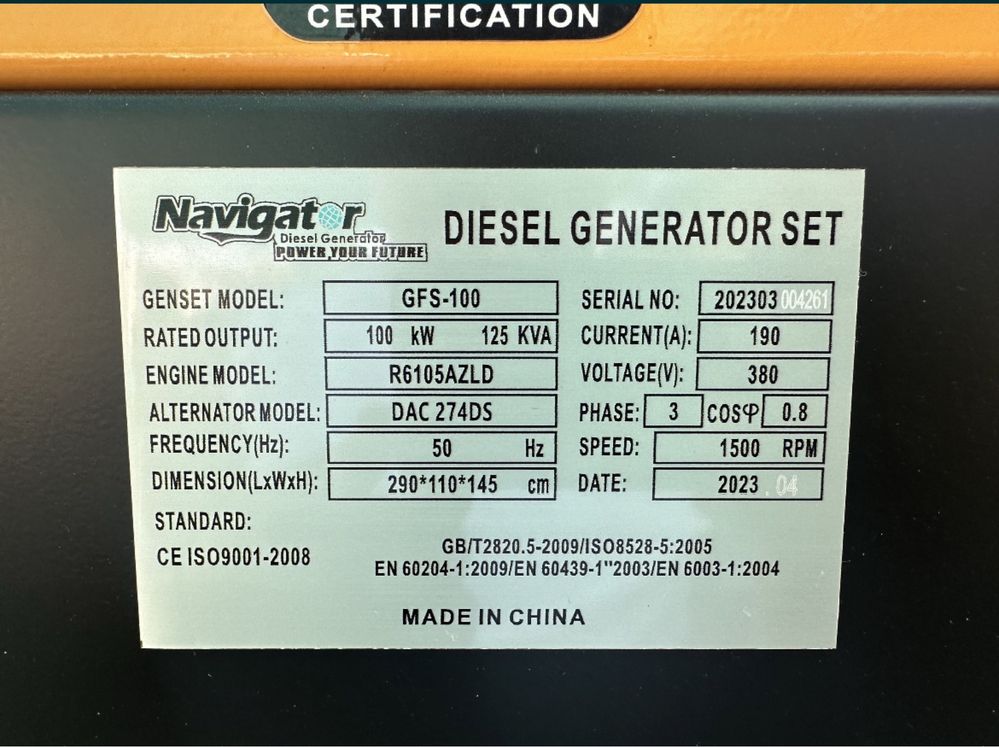 CERTIFICATION
Navigator
Diesel Generator
POWER YOUR FUTURE
DIESEL GENERATOR SET
GENSET MODEL: GFS-100 SERIAL NO: 202303 004261
RATED OUTPUT: 100 kW 125 KVA CURRENT(A): 190
ENGINE MODEL: R6105AZLD VOLTAGE(V): 380
ALTERNATOR MODEL: DAC 274DS PHASE: 3 COSφ 0.8
FREQUENCY(Hz): 50 Hz SPEED: 1500 RPM
DIMENSION(LxWxH): 290*110*145 cm DATE: 2023.04
STANDARD:
CE ISO9001-2008
GB/T2820.5-2009/ISO8528-5:2005
EN 60204-1:2009/EN 60439-1"2003/EN 6003-1:2004
MADE IN CHINA